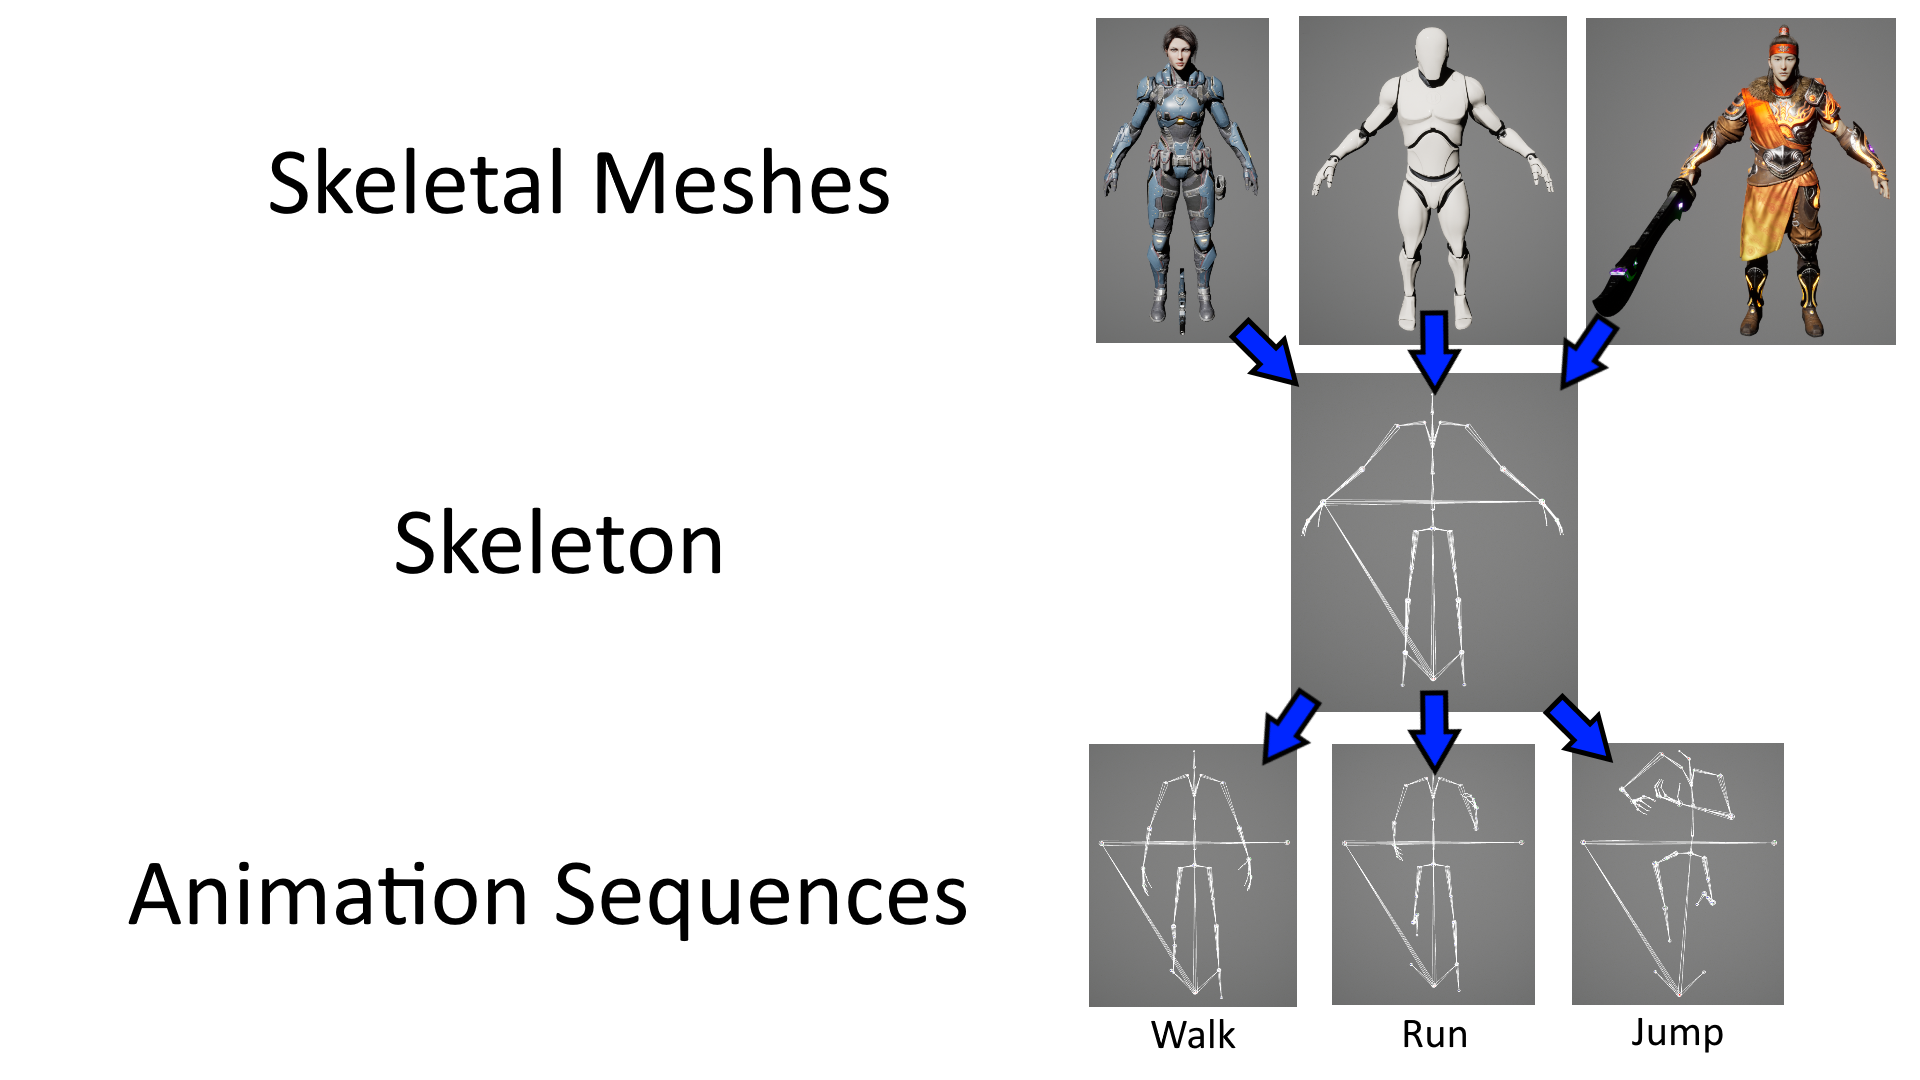 Skeletal Meshes
Skeleton
Animation Sequences
Walk
Run
Jump